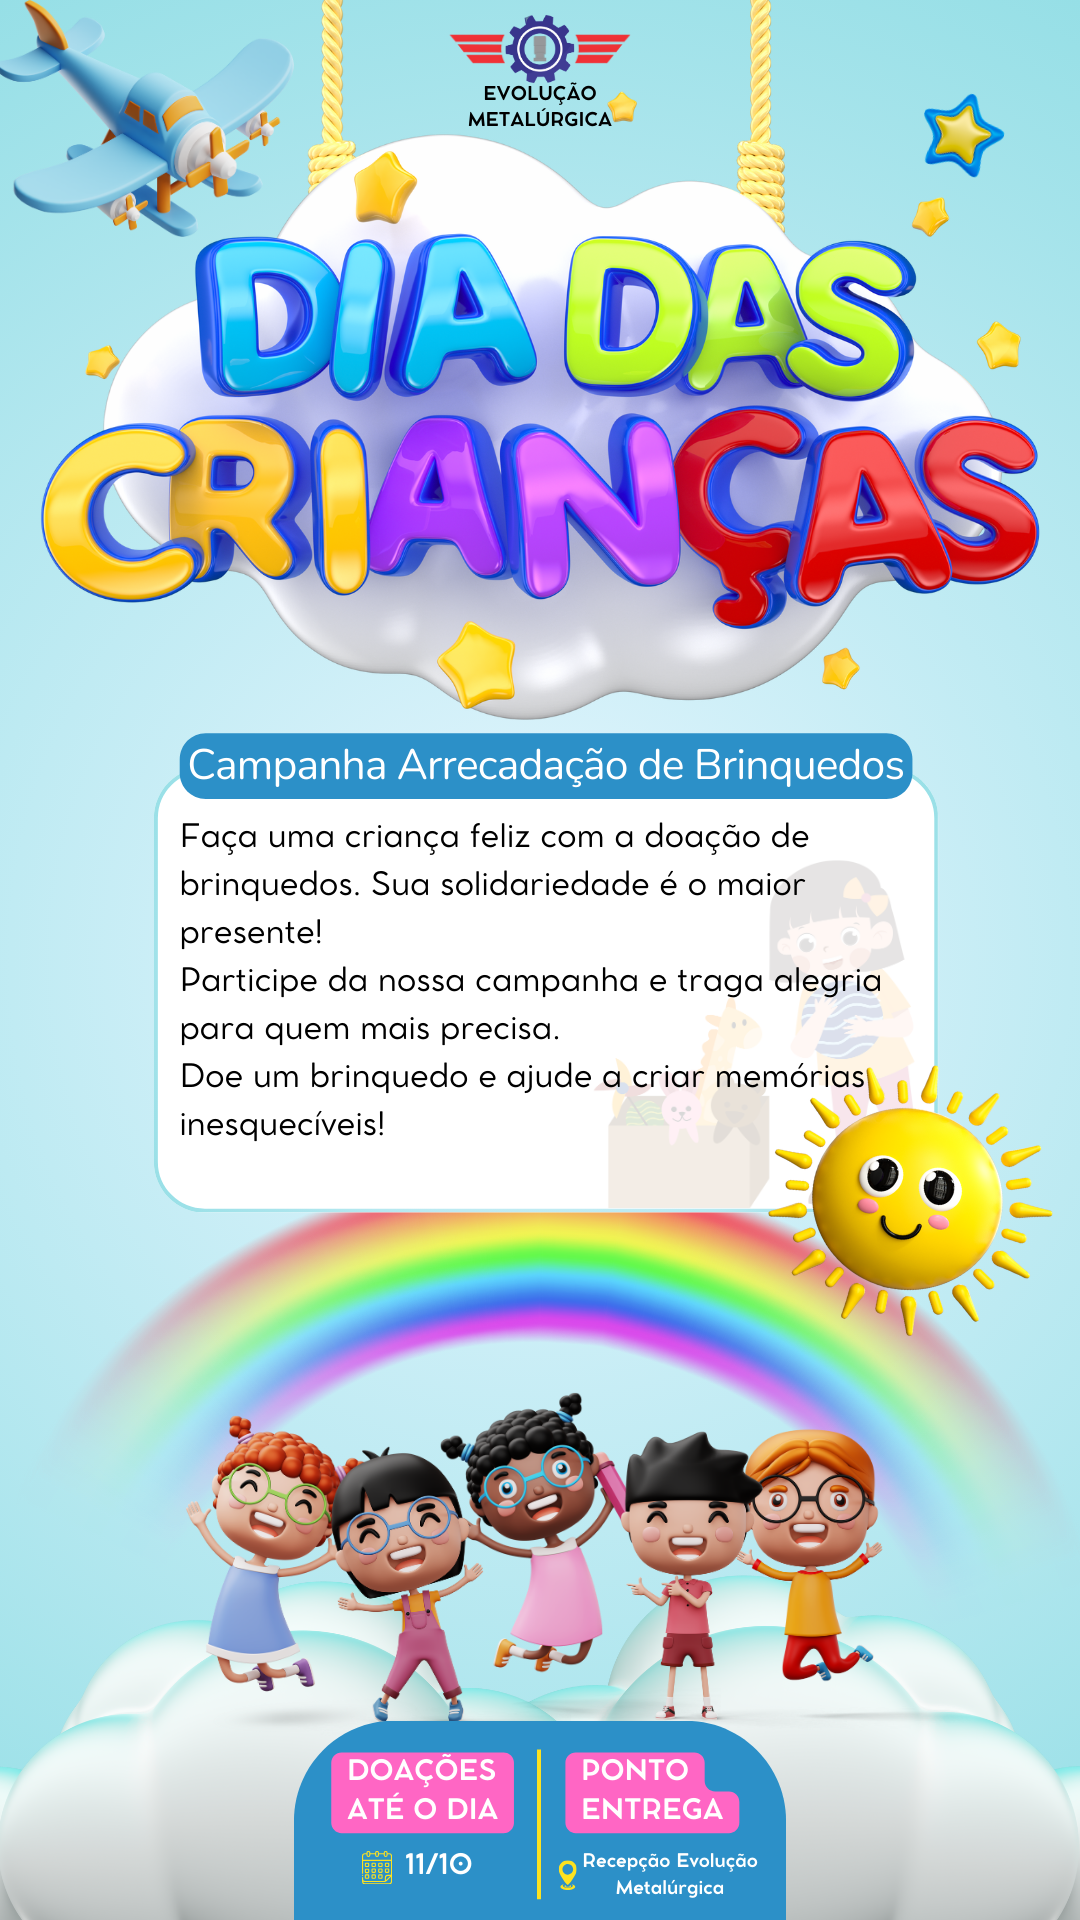 EVOLUÇÃO
METALÚRGICA
DIA DAS
CRIANÇAS
Campanha Arrecadação de Brinquedos
Faça uma criança feliz com a doação de
brinquedos. Sua solidariedade é o maior
presente!
Participe da nossa campanha e traga alegria
para quem mais precisa.
Doe um brinquedo e ajude a criar memórias
inesquecíveis!
DOAÇÕES
ATÉ O DIA
11/10
PONTO
ENTREGA
Recepção Evolução
Metalúrgica